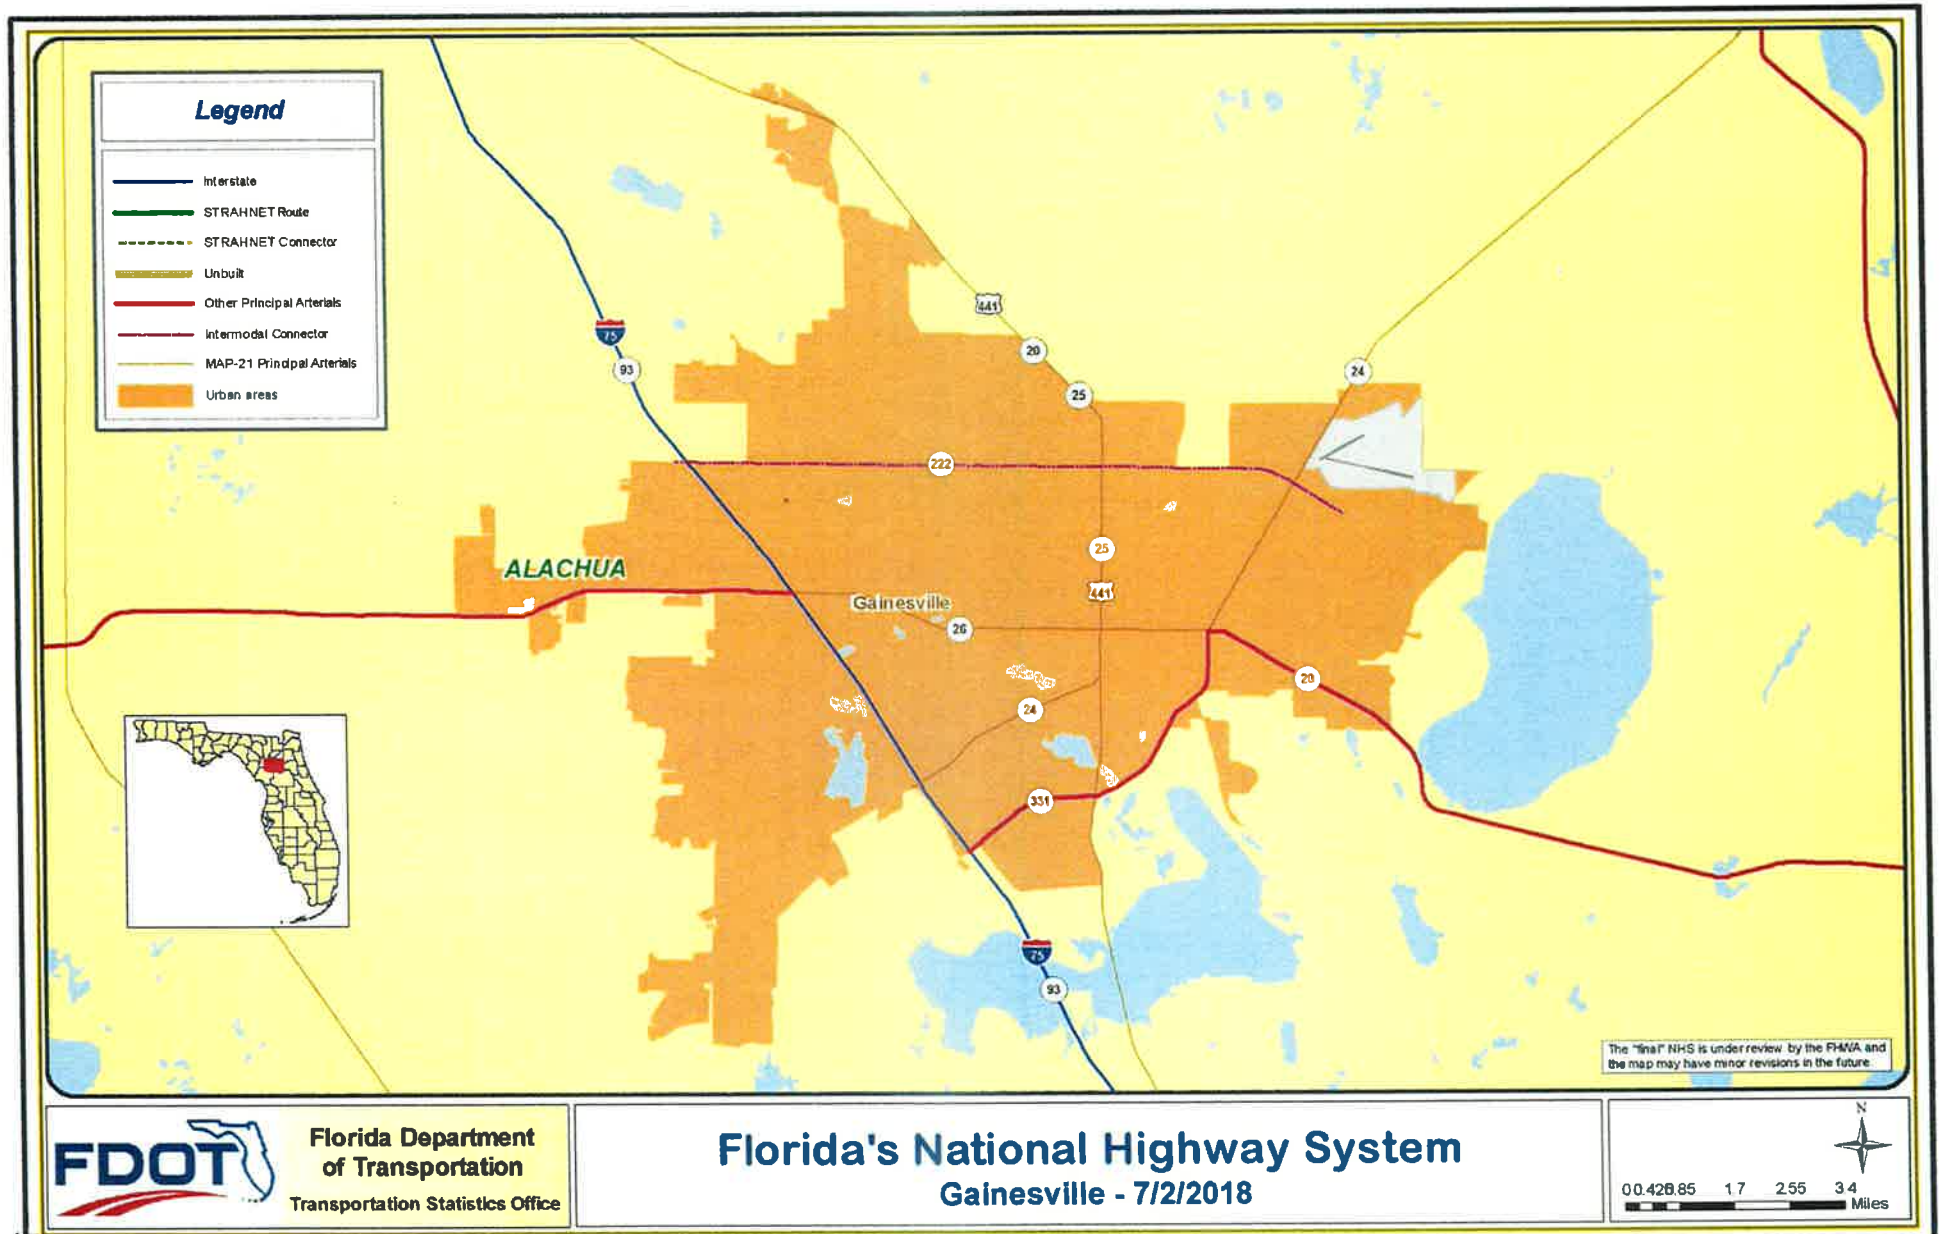 Legend
Interstate
STRAHNET Route
STRAHNET Connector
Unbuilt
Other Principal Arterials
Intermodal Connector
MAP-21 Principal Arterials
Urban areas
441
20
75
93
24
25
222
25
ALACHUA
441
Gainesville
26
20
24
331
75
93
The "final" NHS is under review by the FHWA and
the map may have minor revisions in the future.
FDOT
Florida Department
of Transportation
Transportation Statistics Office
Florida's National Highway System
Gainesville - 7/2/2018
N
0 0.425 0.85 1.7 2.55 3.4
Miles